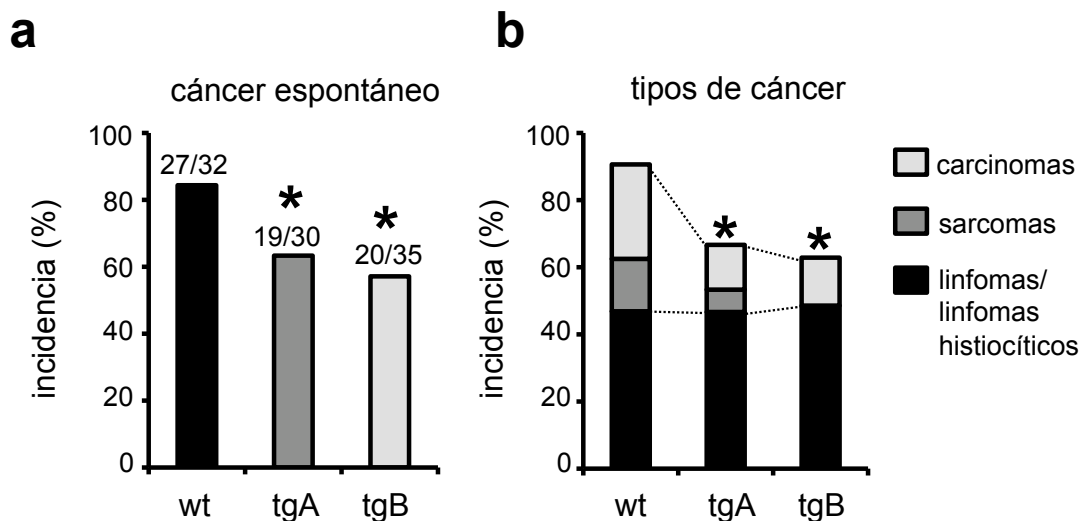 a
cáncer espontáneo
incidencia (%)
100
80
60
40
20
0
27/32
*
19/30
*
20/35
wt tgA tgB
b
tipos de cáncer
incidencia (%)
100
80
60
40
20
0
*
*
wt tgA tgB
carcinomas
sarcomas
linfomas/
linfomas
histiocíticos